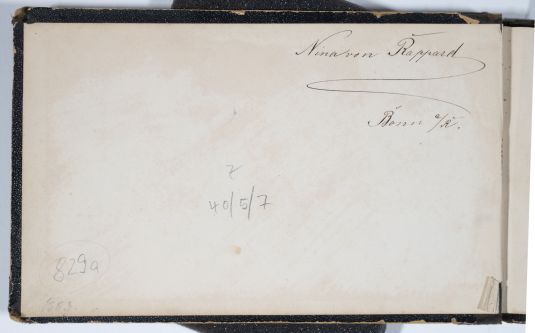 Nina von Rappard
Bonn a/R.
z
40/5/7
829a